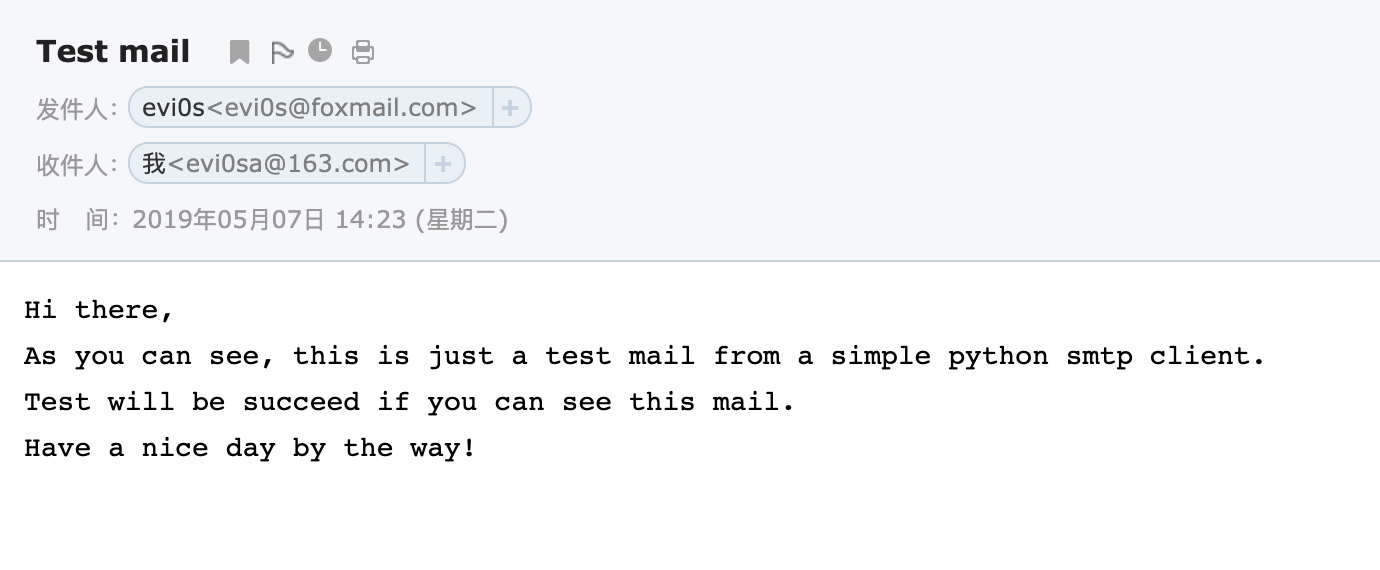 Test mail
发件人： evi0s<evi0s@foxmail.com> +
收件人： 我<evi0sa@163.com> +
时　间： 2019年05月07日 14:23 (星期二)
Hi there,
As you can see, this is just a test mail from a simple python smtp client.
Test will be succeed if you can see this mail.
Have a nice day by the way!